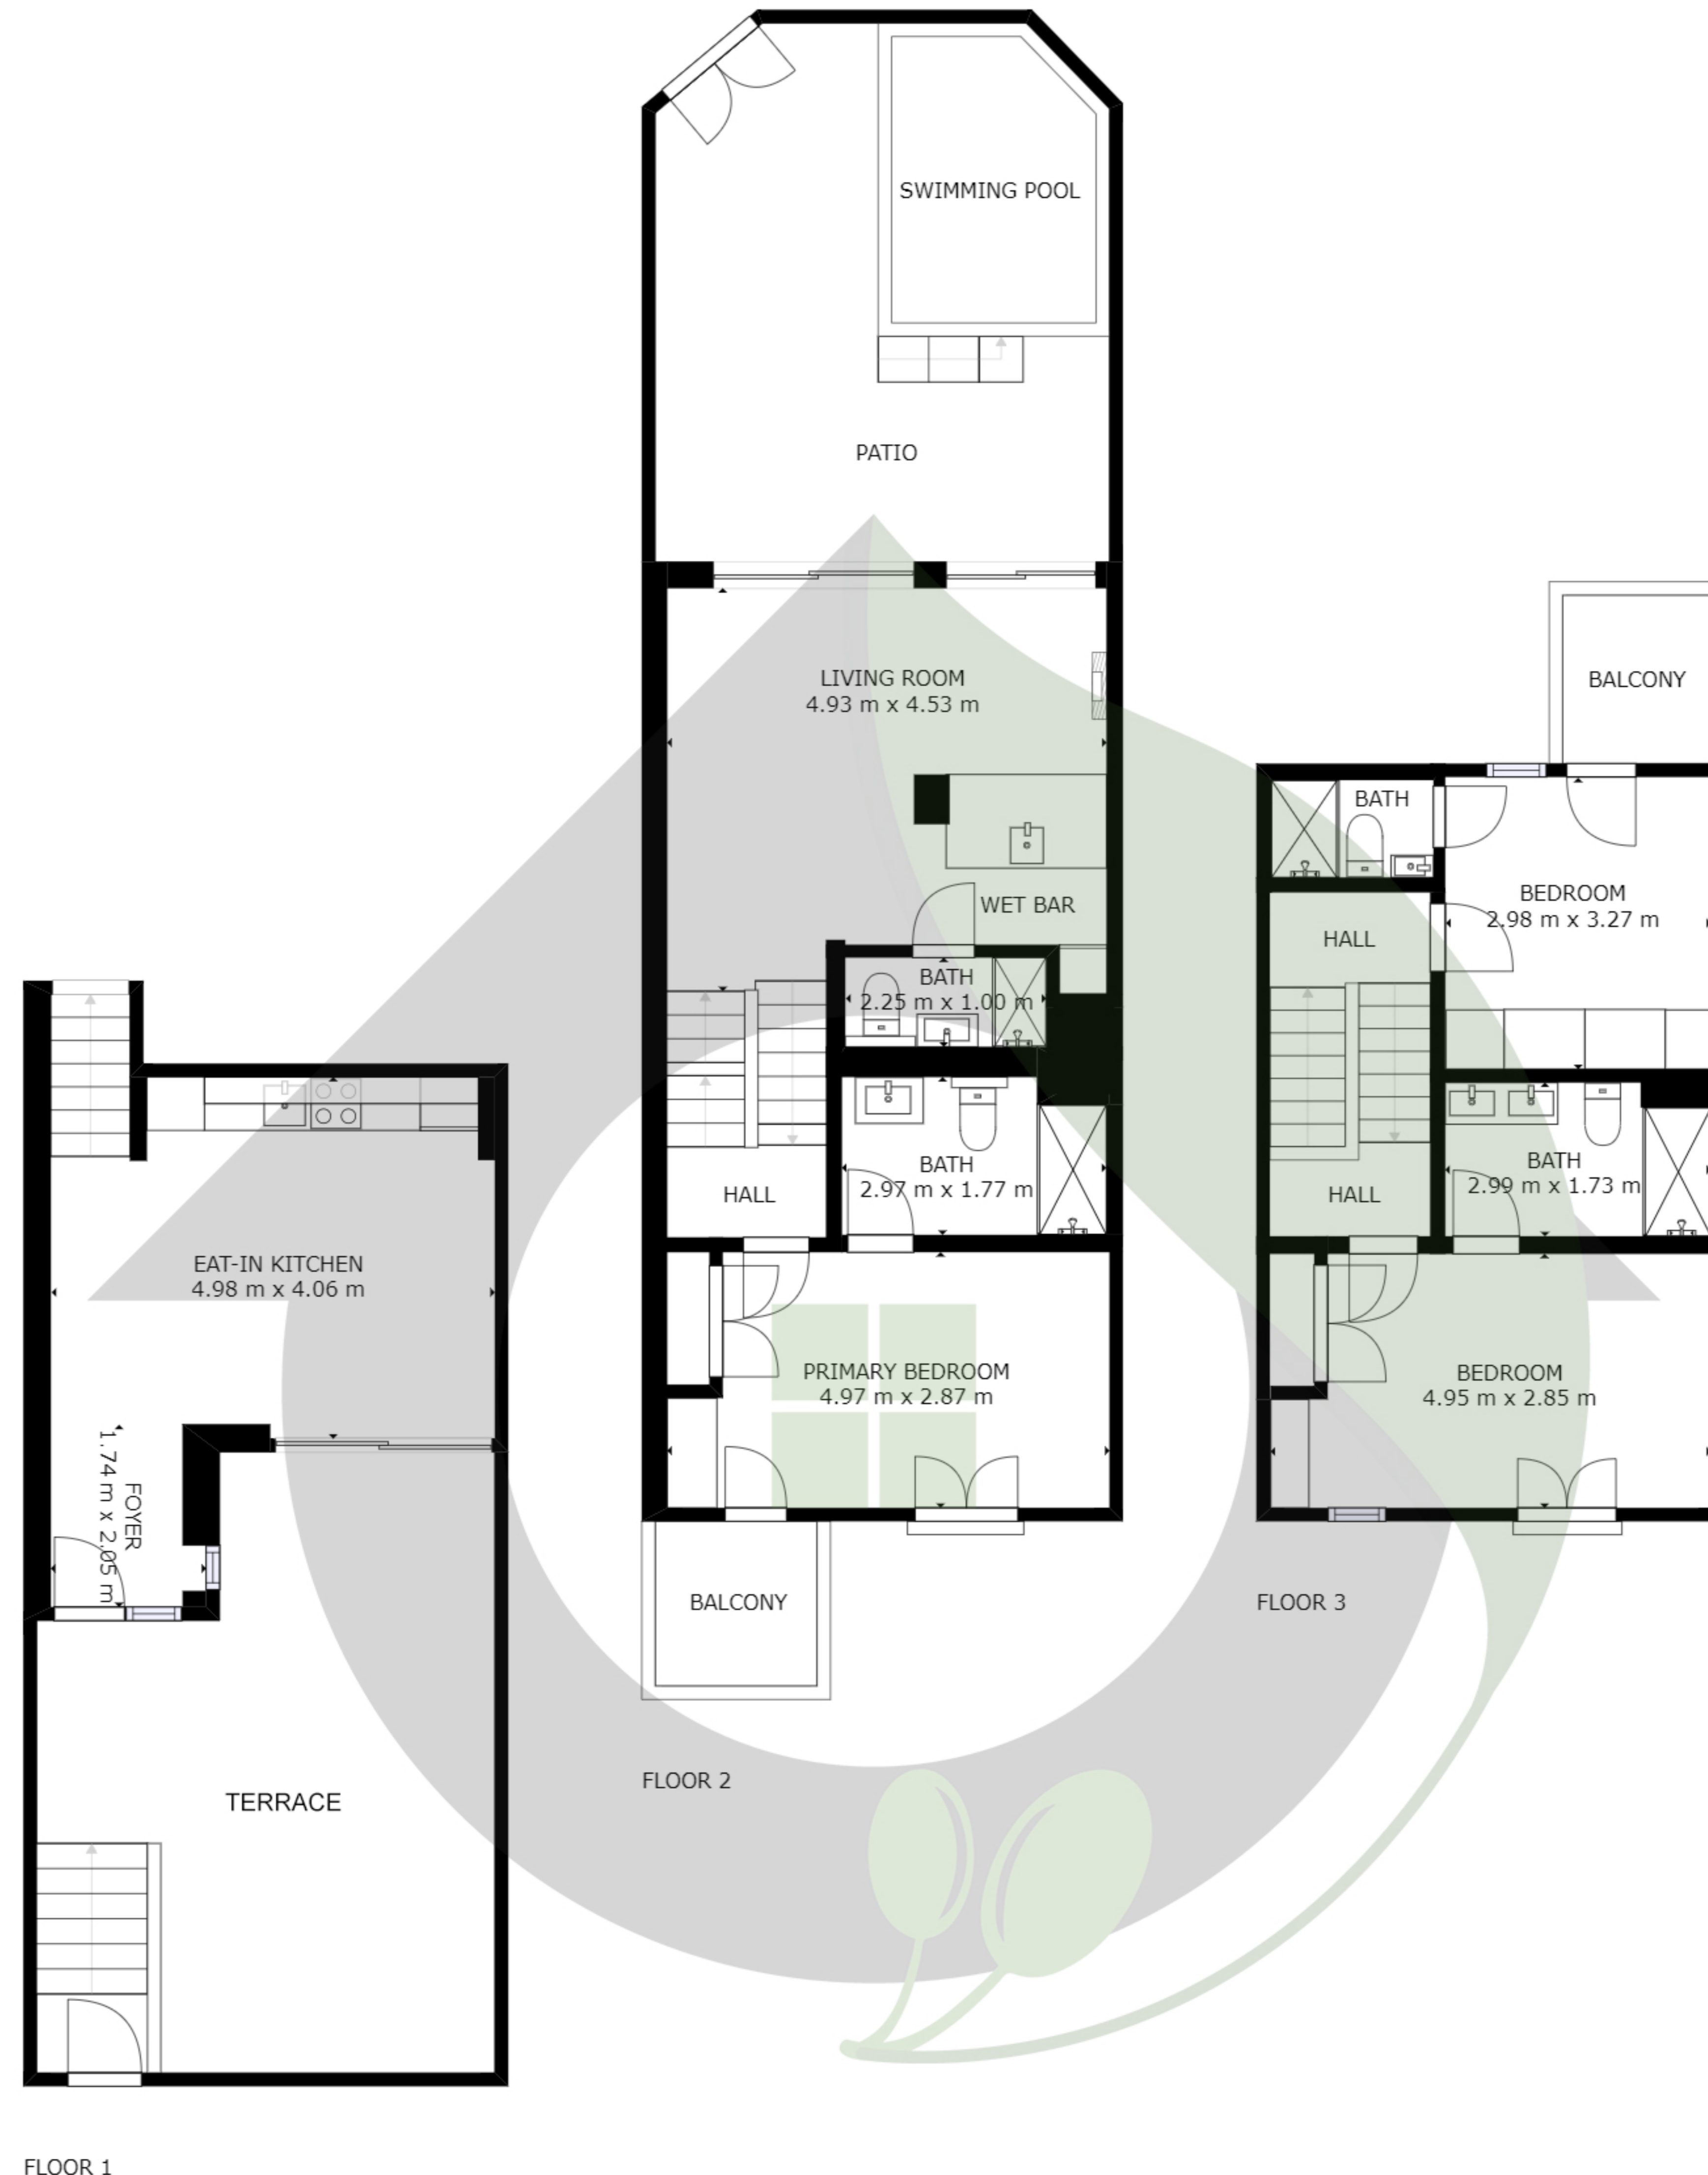 SWIMMING POOL
PATIO
LIVING ROOM
4.93 m x 4.53 m
WET BAR
BATH
2.25 m x 1.00 m
BATH
2.97 m x 1.77 m
HALL
PRIMARY BEDROOM
4.97 m x 2.87 m
BALCONY
FLOOR 2
EAT-IN KITCHEN
4.98 m x 4.06 m
FOYER
1.74 m x 2.05 m
TERRACE
FLOOR 1
BALCONY
BATH
BEDROOM
2.98 m x 3.27 m
HALL
BATH
2.99 m x 1.73 m
HALL
BEDROOM
4.95 m x 2.85 m
FLOOR 3